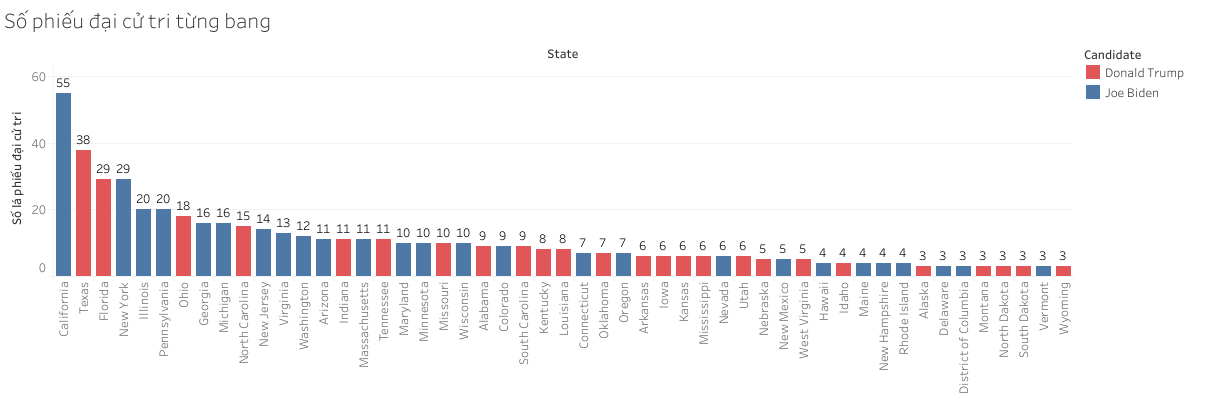 Số phiếu đại cử tri từng bang
State
Candidate
Donald Trump
Joe Biden
Số lá phiếu đại cử tri
60
40
20
0
55
38
29
29
20
20
18
16
16
15
14
13
12
11
11
11
11
10
10
10
10
9
9
9
8
8
7
7
7
6
6
6
6
6
6
5
5
5
4
4
4
4
4
3
3
3
3
3
3
3
3
California
Texas
Florida
New York
Illinois
Pennsylvania
Ohio
Georgia
Michigan
North Carolina
New Jersey
Virginia
Washington
Arizona
Indiana
Massachusetts
Tennessee
Maryland
Minnesota
Missouri
Wisconsin
Alabama
Colorado
South Carolina
Kentucky
Louisiana
Connecticut
Oklahoma
Oregon
Arkansas
Iowa
Kansas
Mississippi
Nevada
Utah
Nebraska
New Mexico
West Virginia
Hawaii
Idaho
Maine
New Hampshire
Rhode Island
Alaska
Delaware
District of Columbia
Montana
North Dakota
South Dakota
Vermont
Wyoming